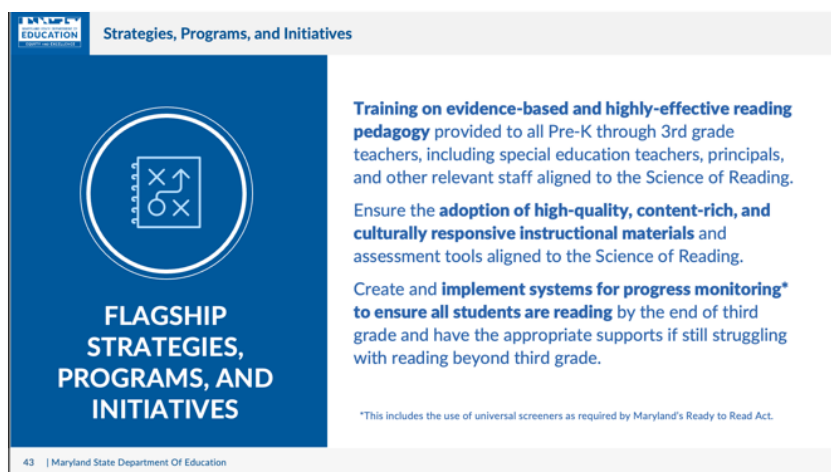 EDUCATION
EQUITY AND EXCELLENCE
Strategies, Programs, and Initiatives
FLAGSHIP
STRATEGIES,
PROGRAMS, AND
INITIATIVES
Training on evidence-based and highly-effective reading
pedagogy provided to all Pre-K through 3rd grade
teachers, including special education teachers, principals,
and other relevant staff aligned to the Science of Reading.
Ensure the adoption of high-quality, content-rich, and
culturally responsive instructional materials and
assessment tools aligned to the Science of Reading.
Create and implement systems for progress monitoring*
to ensure all students are reading by the end of third
grade and have the appropriate supports if still struggling
with reading beyond third grade.
*This includes the use of universal screeners as required by Maryland's Ready to Read Act.
43 | Maryland State Department Of Education